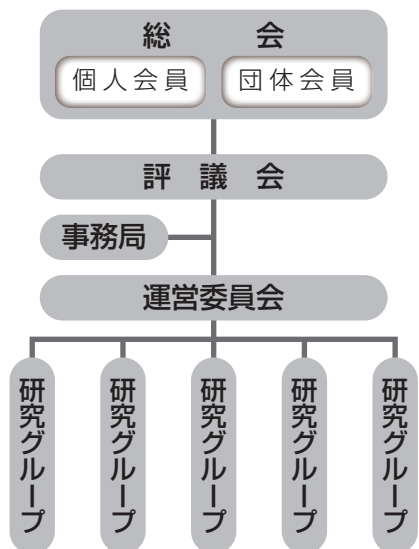 総　会
個人会員
団体会員
評　議　会
事務局
運営委員会
研究グループ
研究グループ
研究グループ
研究グループ
研究グループ